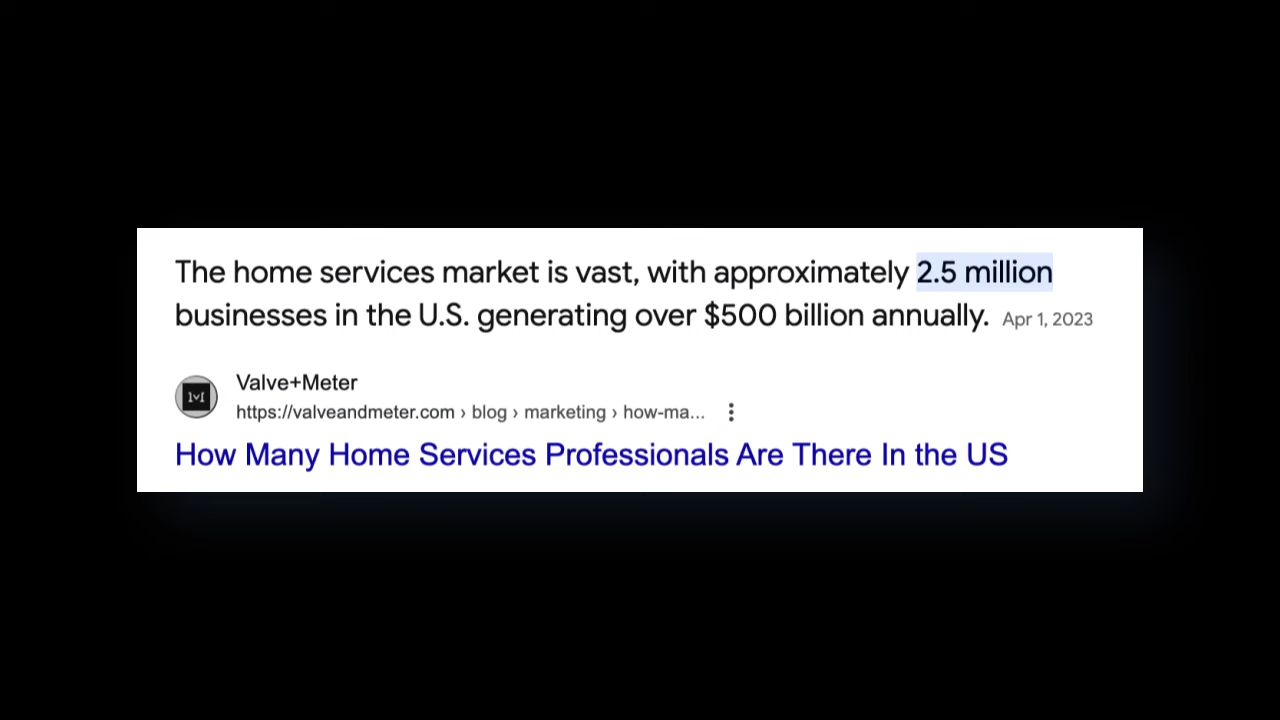 The home services market is vast, with approximately 2.5 million
businesses in the U.S. generating over $500 billion annually. Apr 1, 2023
Valve+Meter
https://valveandmeter.com › blog › marketing › how-ma...
How Many Home Services Professionals Are There In the US